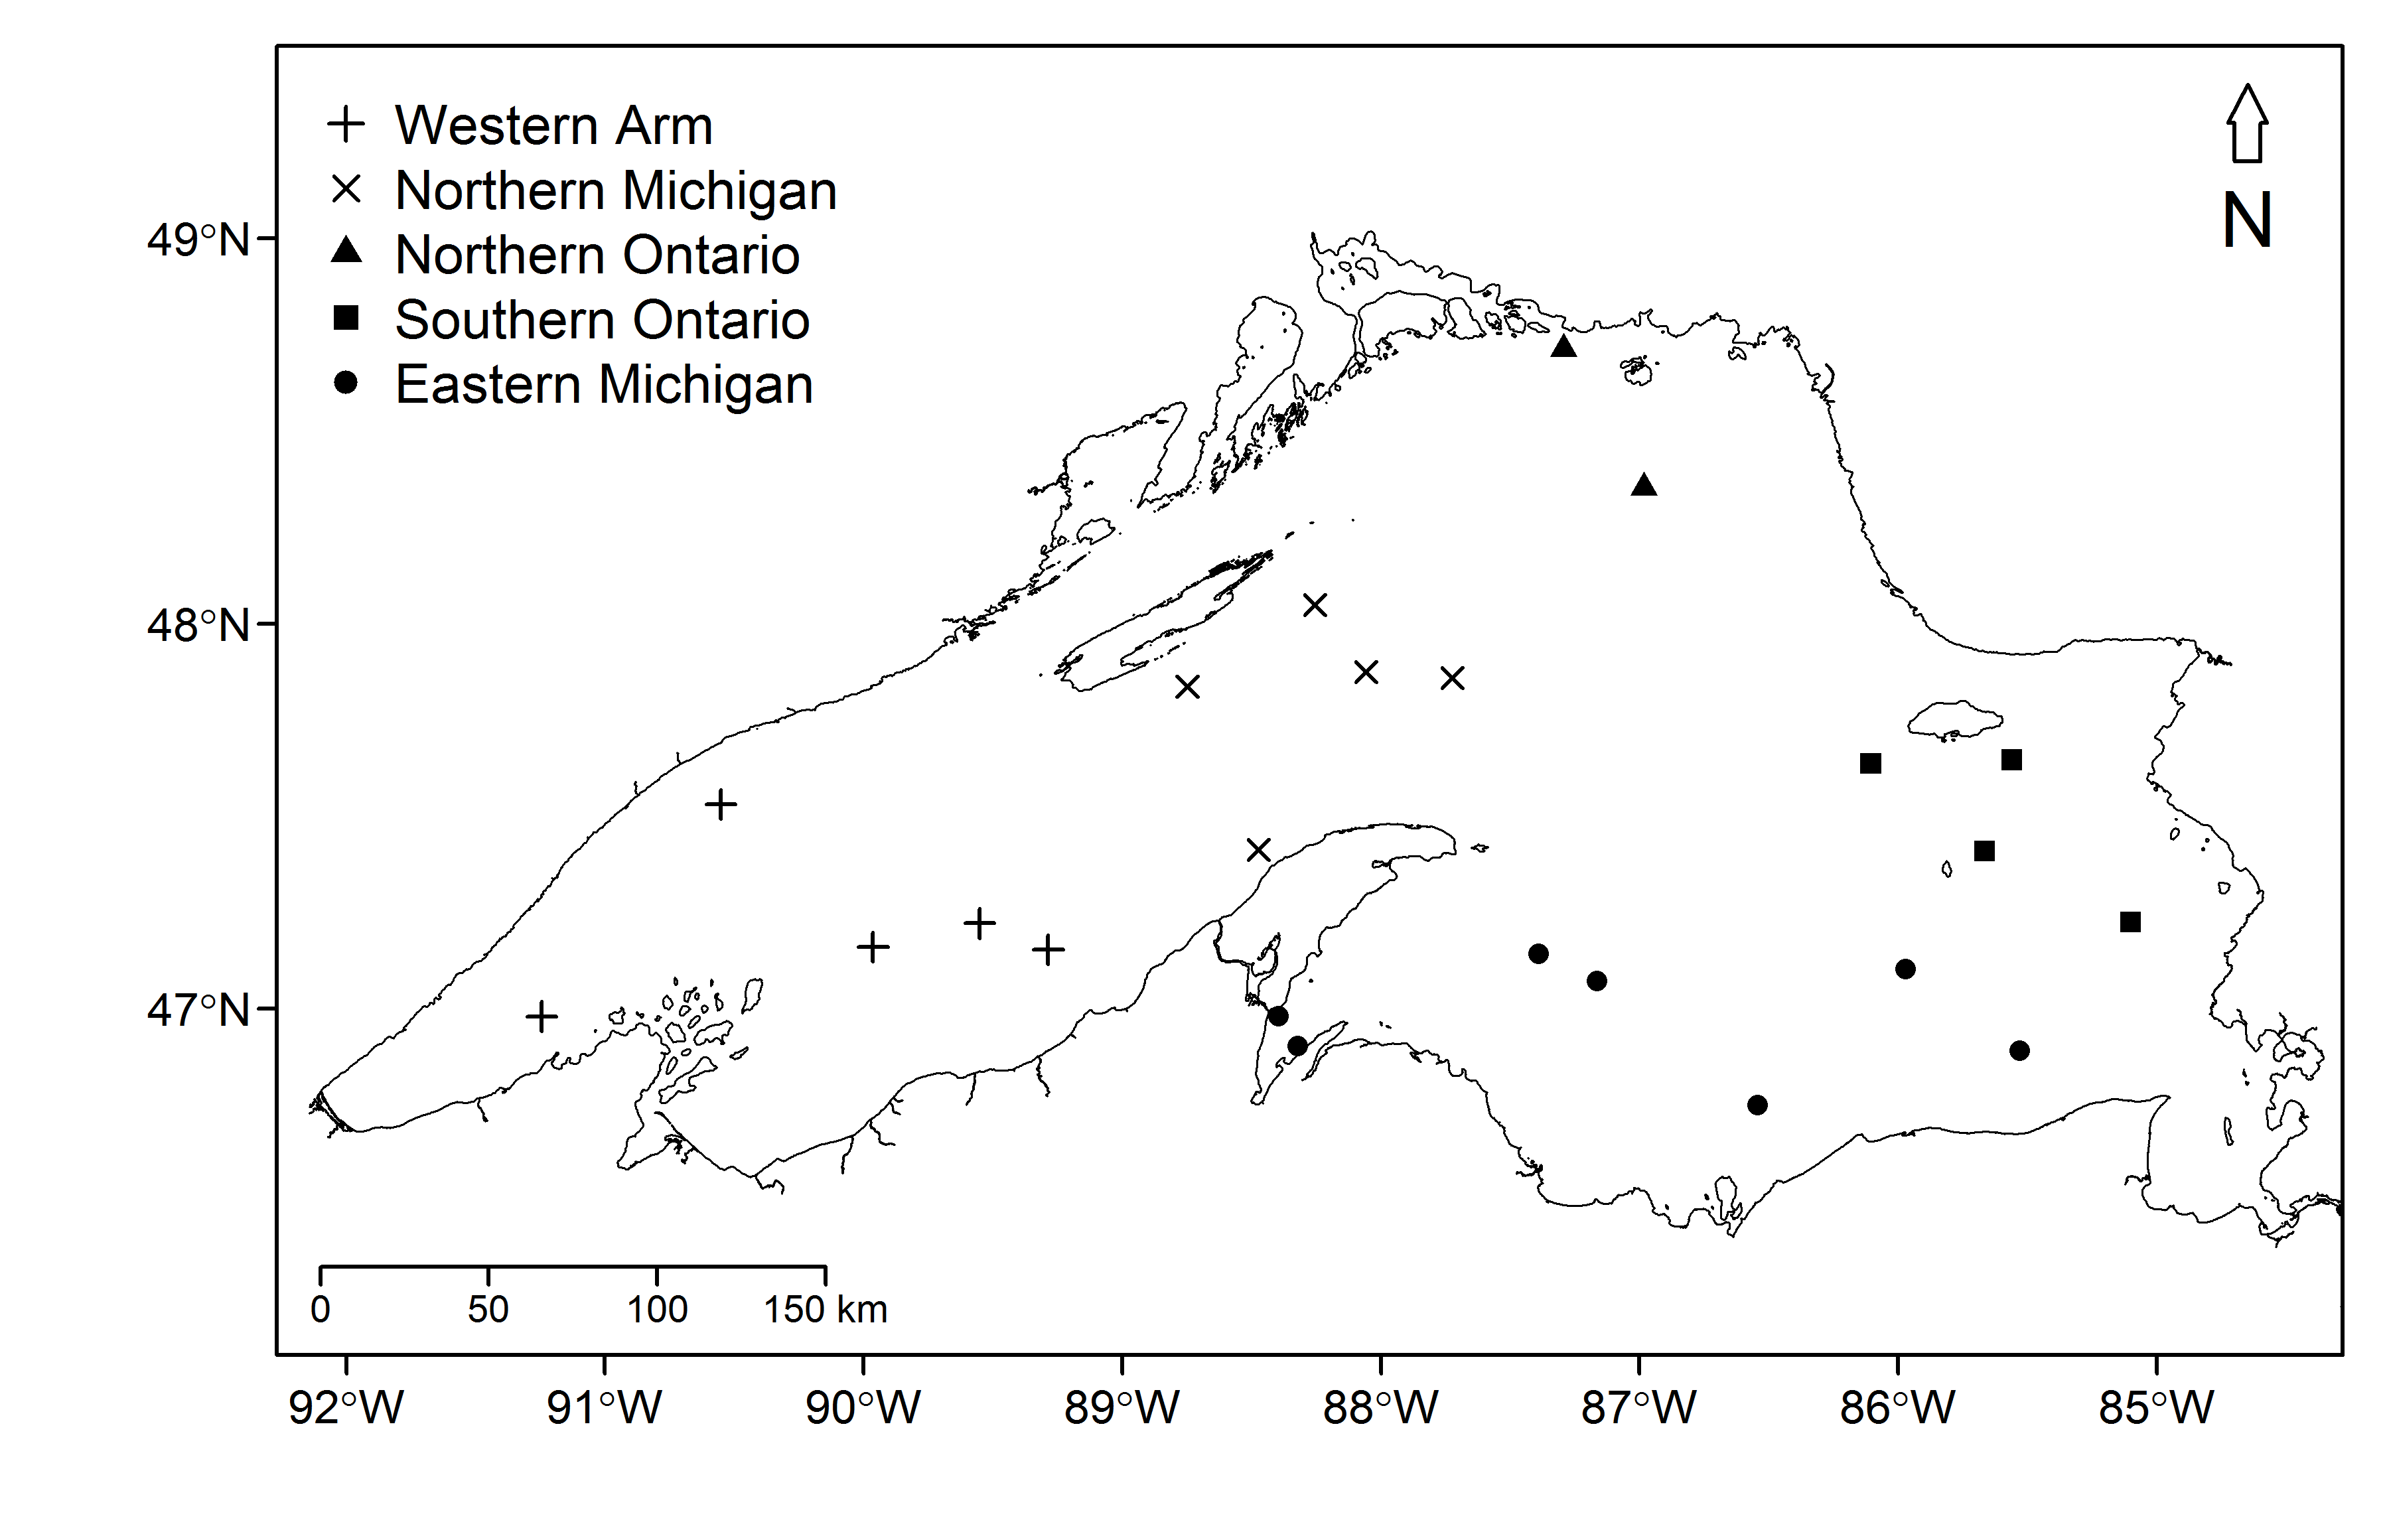 Western Arm
Northern Michigan
Northern Ontario
Southern Ontario
Eastern Michigan
N
49°N
48°N
47°N
0 50 100 150 km
92°W 91°W 90°W 89°W 88°W 87°W 86°W 85°W